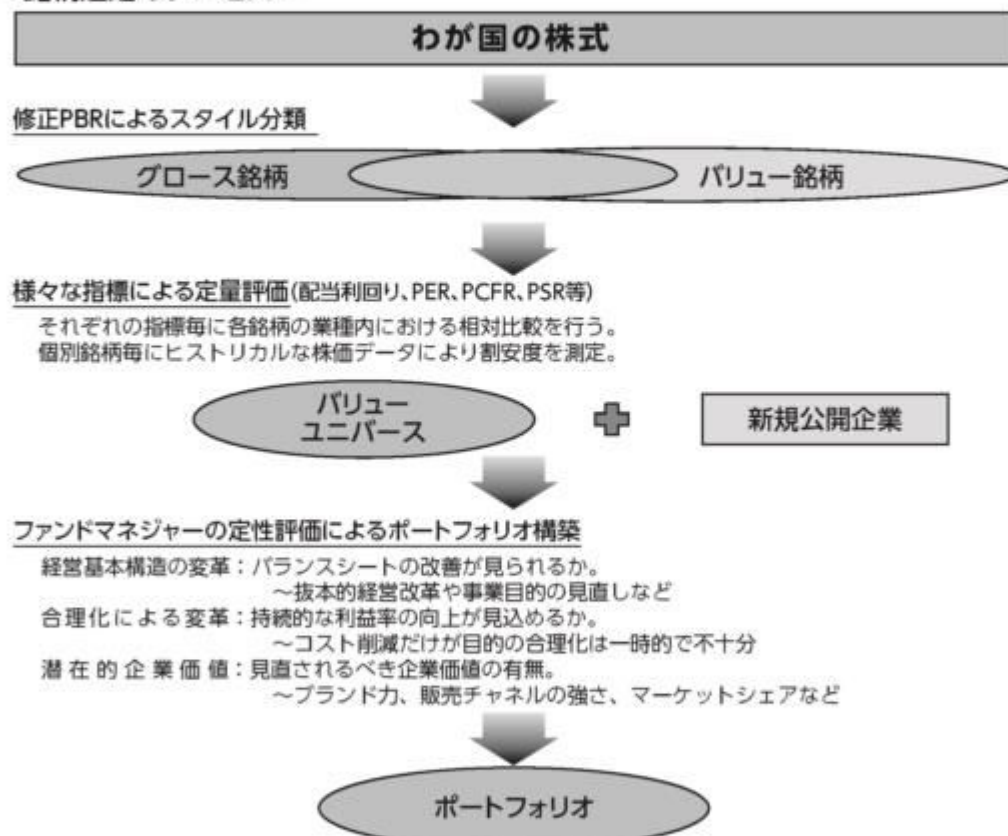 わが国の株式
修正PBRによるスタイル分類
グロース銘柄
バリュー銘柄
様々な指標による定量評価(配当利回り、PER、PCFR、PSR等)
それぞれの指標毎に各銘柄の業種内における相対比較を行う。
個別銘柄毎にヒストリカルな株価データにより割安度を測定。
バリュー
ユニバース
新規公開企業
ファンドマネジャーの定性評価によるポートフォリオ構築
経営基本構造の変革：バランスシートの改善が見られるか。
～抜本的経営改革や事業目的の見直しなど
合理化による変革：持続的な利益率の向上が見込めるか。
～コスト削減だけが目的の合理化は一時的で不十分
潜在的企業価値：見直されるべき企業価値の有無。
～ブランド力、販売チャネルの強さ、マーケットシェアなど
ポートフォリオ